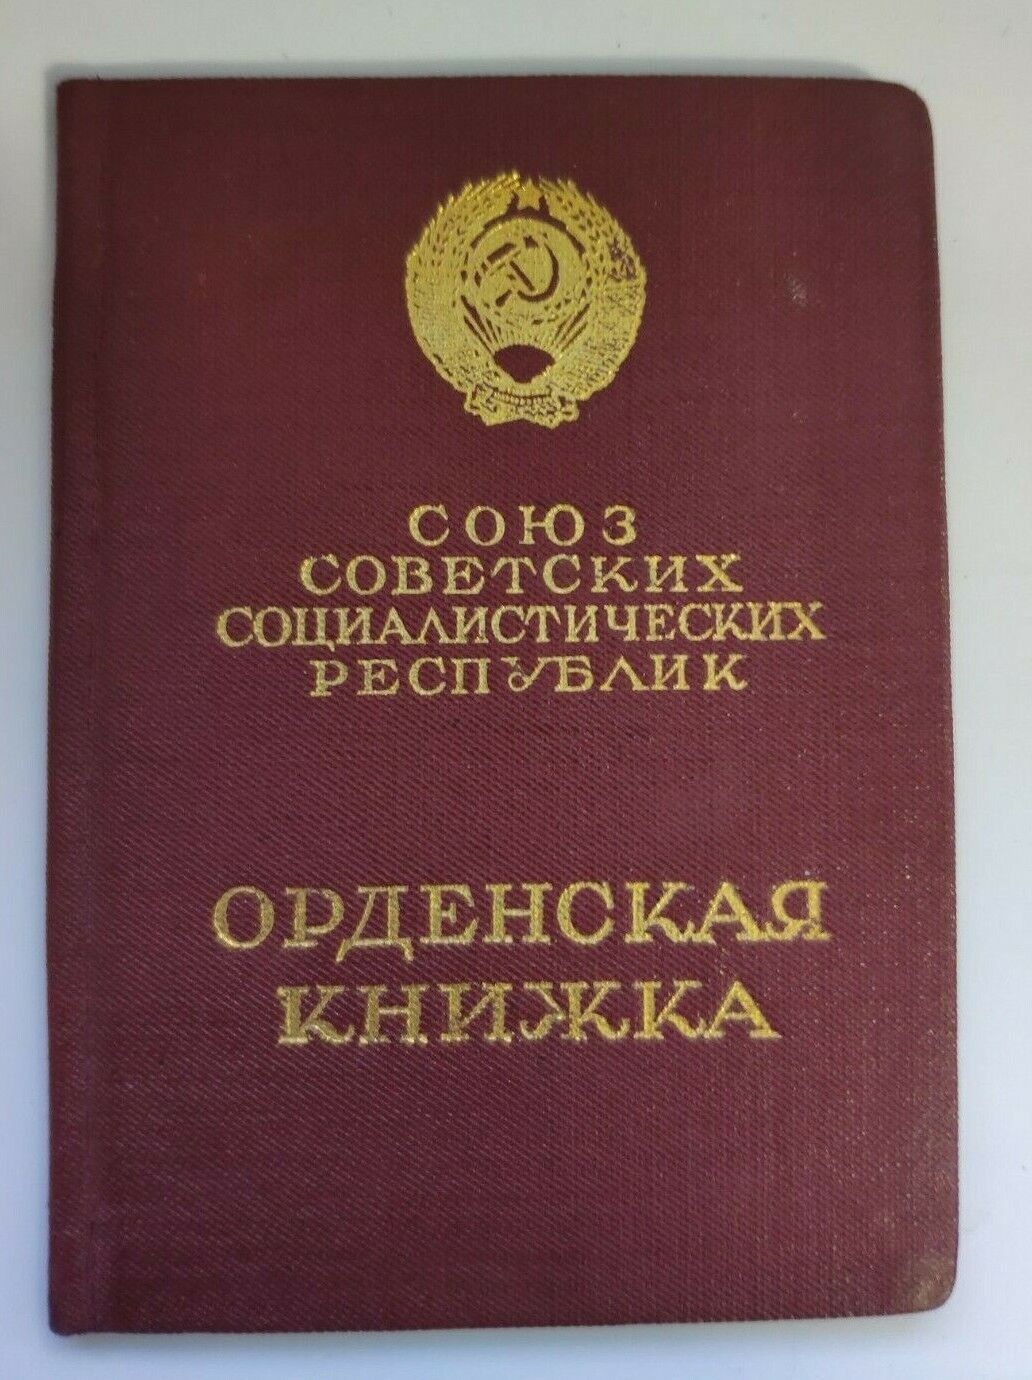 СОЮЗ
СОВЕТСКИХ
СОЦИАЛИСТИЧЕСКИХ
РЕСПУБЛИК
ОРДЕНСКАЯ
КНИЖКА